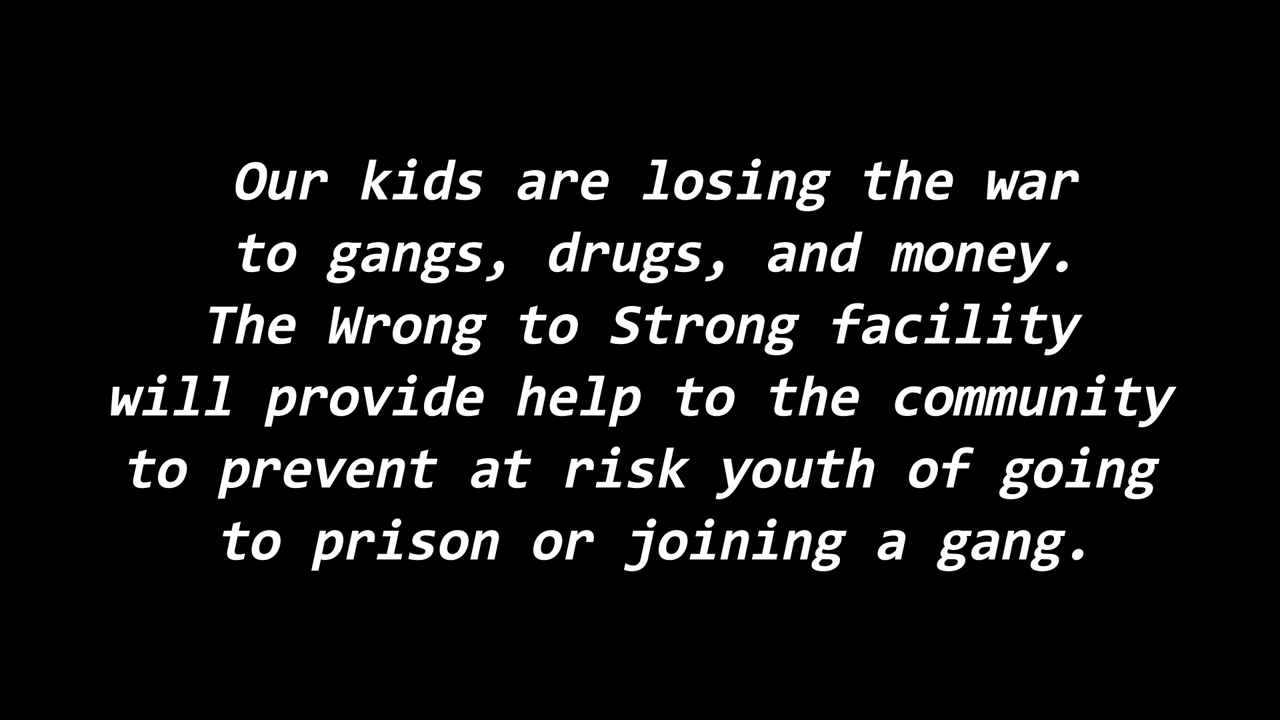 Our kids are losing the war
to gangs, drugs, and money.
The Wrong to Strong facility
will provide help to the community
to prevent at risk youth of going
to prison or joining a gang.